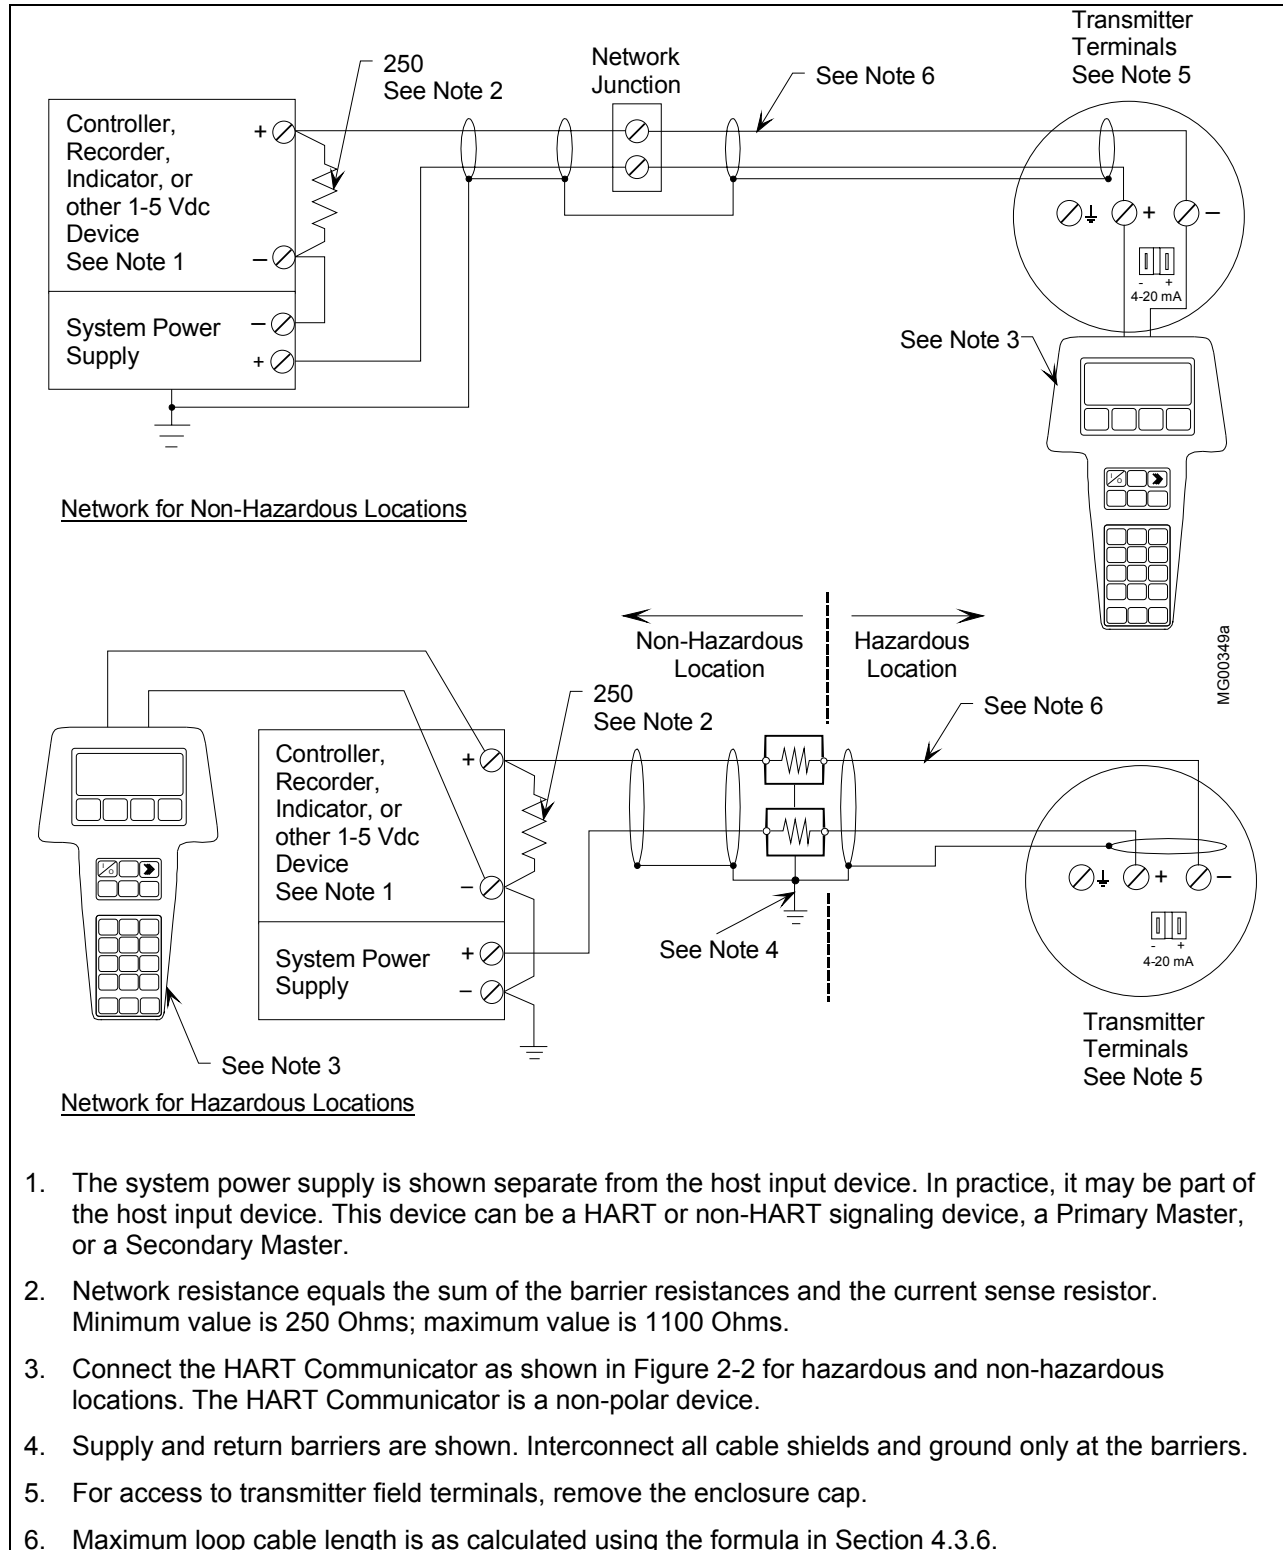 Transmitter
Terminals
See Note 5
250
See Note 2
Network
Junction
See Note 6
Controller,
Recorder,
Indicator, or
other 1-5 Vdc
Device
See Note 1
+
–
System Power
Supply
–
+
+
–
- +
4-20 mA
See Note 3
I/O
Network for Non-Hazardous Locations
MG00349a
Non-Hazardous
Location
Hazardous
Location
250
See Note 2
See Note 6
Controller,
Recorder,
Indicator, or
other 1-5 Vdc
Device
See Note 1
+
–
System Power
Supply
+
–
I/O
See Note 4
+
–
- +
4-20 mA
Transmitter
Terminals
See Note 5
See Note 3
Network for Hazardous Locations
1. The system power supply is shown separate from the host input device. In practice, it may be part of
the host input device. This device can be a HART or non-HART signaling device, a Primary Master,
or a Secondary Master.
2. Network resistance equals the sum of the barrier resistances and the current sense resistor.
Minimum value is 250 Ohms; maximum value is 1100 Ohms.
3. Connect the HART Communicator as shown in Figure 2-2 for hazardous and non-hazardous
locations. The HART Communicator is a non-polar device.
4. Supply and return barriers are shown. Interconnect all cable shields and ground only at the barriers.
5. For access to transmitter field terminals, remove the enclosure cap.
6. Maximum loop cable length is as calculated using the formula in Section 4.3.6.